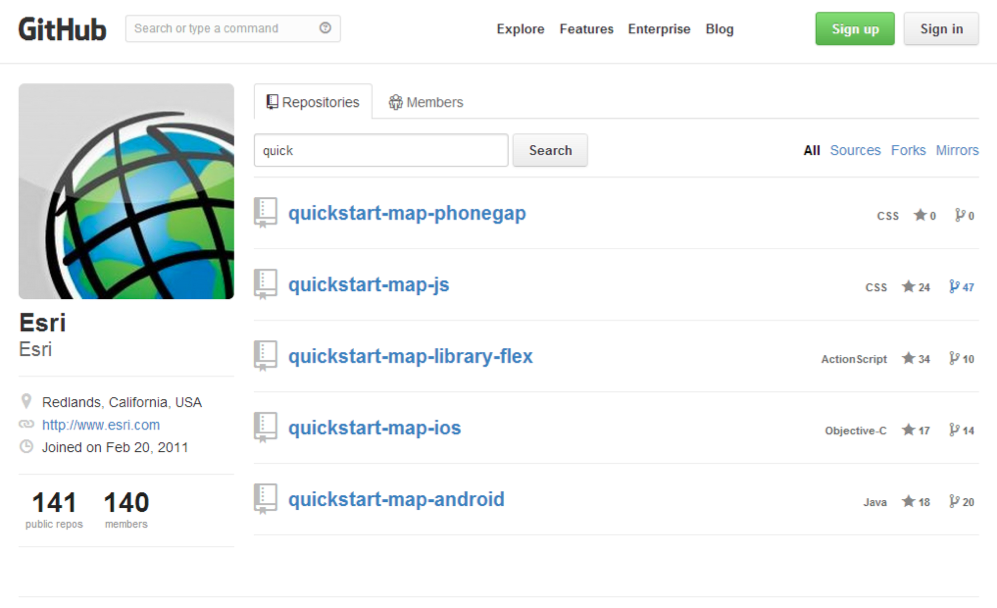 GitHub Search or type a command Explore Features Enterprise Blog Sign up Sign in
Repositories Members
quick Search All Sources Forks Mirrors
quickstart-map-phonegap CSS 0 0
quickstart-map-js CSS 24 47
quickstart-map-library-flex ActionScript 34 10
quickstart-map-ios Objective-C 17 14
quickstart-map-android Java 18 20
Esri
Esri
Redlands, California, USA
http://www.esri.com
Joined on Feb 20, 2011
141 140
public repos members